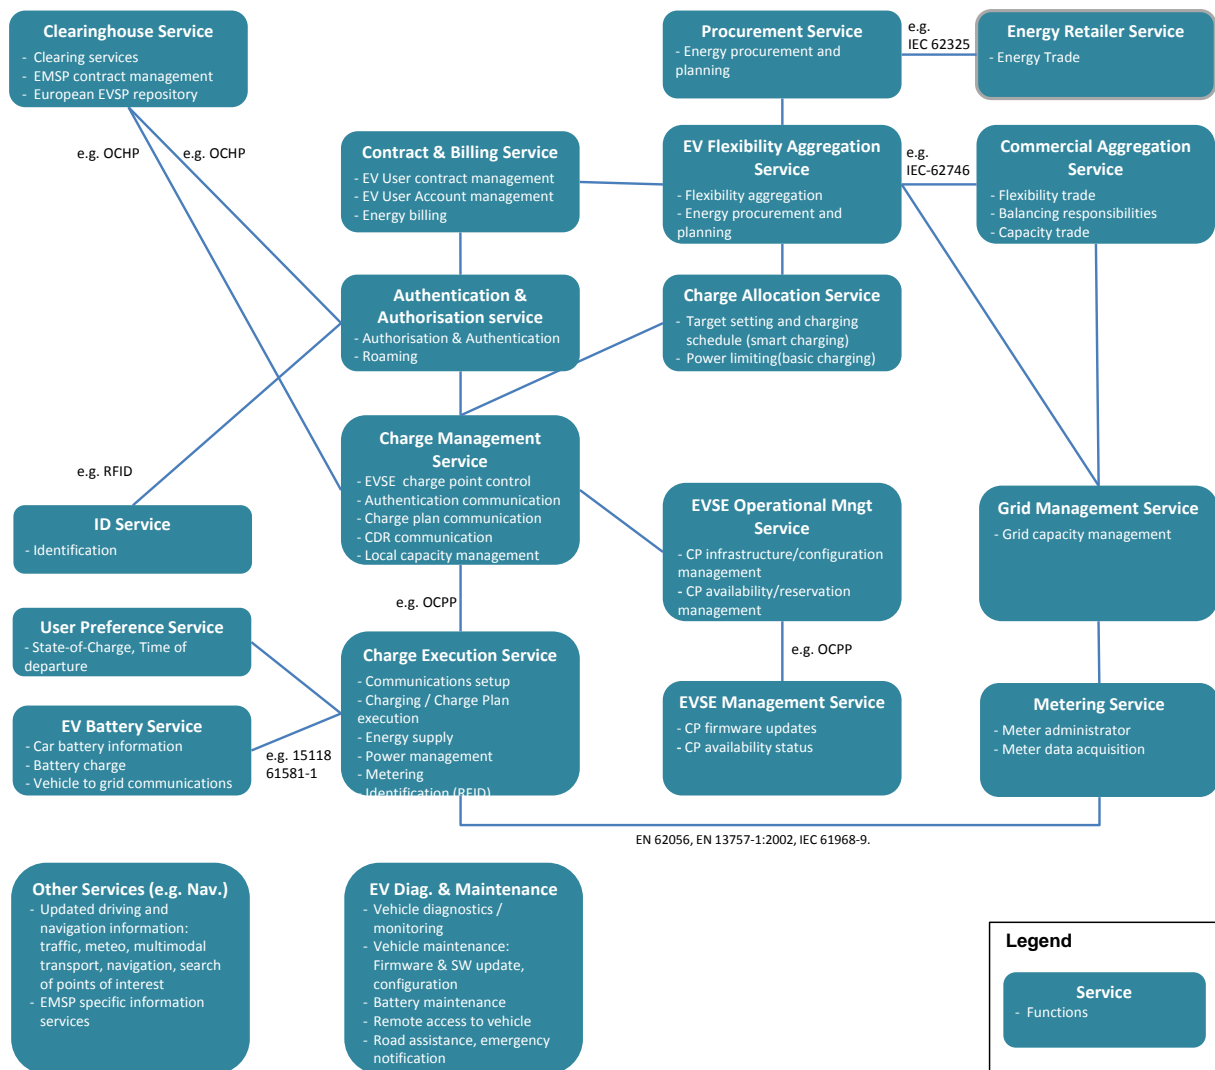 Clearinghouse Service
- Clearing services
- EMSP contract management
- European EVSP repository
Procurement Service
- Energy procurement and
planning
e.g.
IEC 62325
Energy Retailer Service
- Energy Trade
e.g. OCHP
e.g. OCHP
Contract & Billing Service
- EV User contract management
- EV User Account management
- Energy billing
EV Flexibility Aggregation
Service
- Flexibility aggregation
- Energy procurement and
planning
e.g.
IEC-62746
Commercial Aggregation
Service
- Flexibility trade
- Balancing responsibilities
- Capacity trade
Authentication &
Authorisation service
- Authorisation & Authentication
- Roaming
Charge Allocation Service
- Target setting and charging
schedule (smart charging)
- Power limiting(basic charging)
Charge Management
Service
- EVSE charge point control
- Authentication communication
- Charge plan communication
- CDR communication
- Local capacity management
e.g. RFID
ID Service
- Identification
EVSE Operational Mngt
Service
- CP infrastructure/configuration
management
- CP availability/reservation
management
Grid Management Service
- Grid capacity management
e.g. OCPP
User Preference Service
- State-of-Charge, Time of
departure
Charge Execution Service
- Communications setup
- Charging / Charge Plan
execution
- Energy supply
- Power management
- Metering
- Identification (RFID)
e.g. OCPP
EVSE Management Service
- CP firmware updates
- CP availability status
Metering Service
- Meter administrator
- Meter data acquisition
EV Battery Service
- Car battery information
- Battery charge
- Vehicle to grid communications
e.g. 15118
61581-1
EN 62056, EN 13757-1:2002, IEC 61968-9.
Other Services (e.g. Nav.)
- Updated driving and
navigation information:
traffic, meteo, multimodal
transport, navigation, search
of points of interest
- EMSP specific information
services
EV Diag. & Maintenance
- Vehicle diagnostics /
monitoring
- Vehicle maintenance:
Firmware & SW update,
configuration
- Battery maintenance
- Remote access to vehicle
- Road assistance, emergency
notification
Legend
Service
- Functions